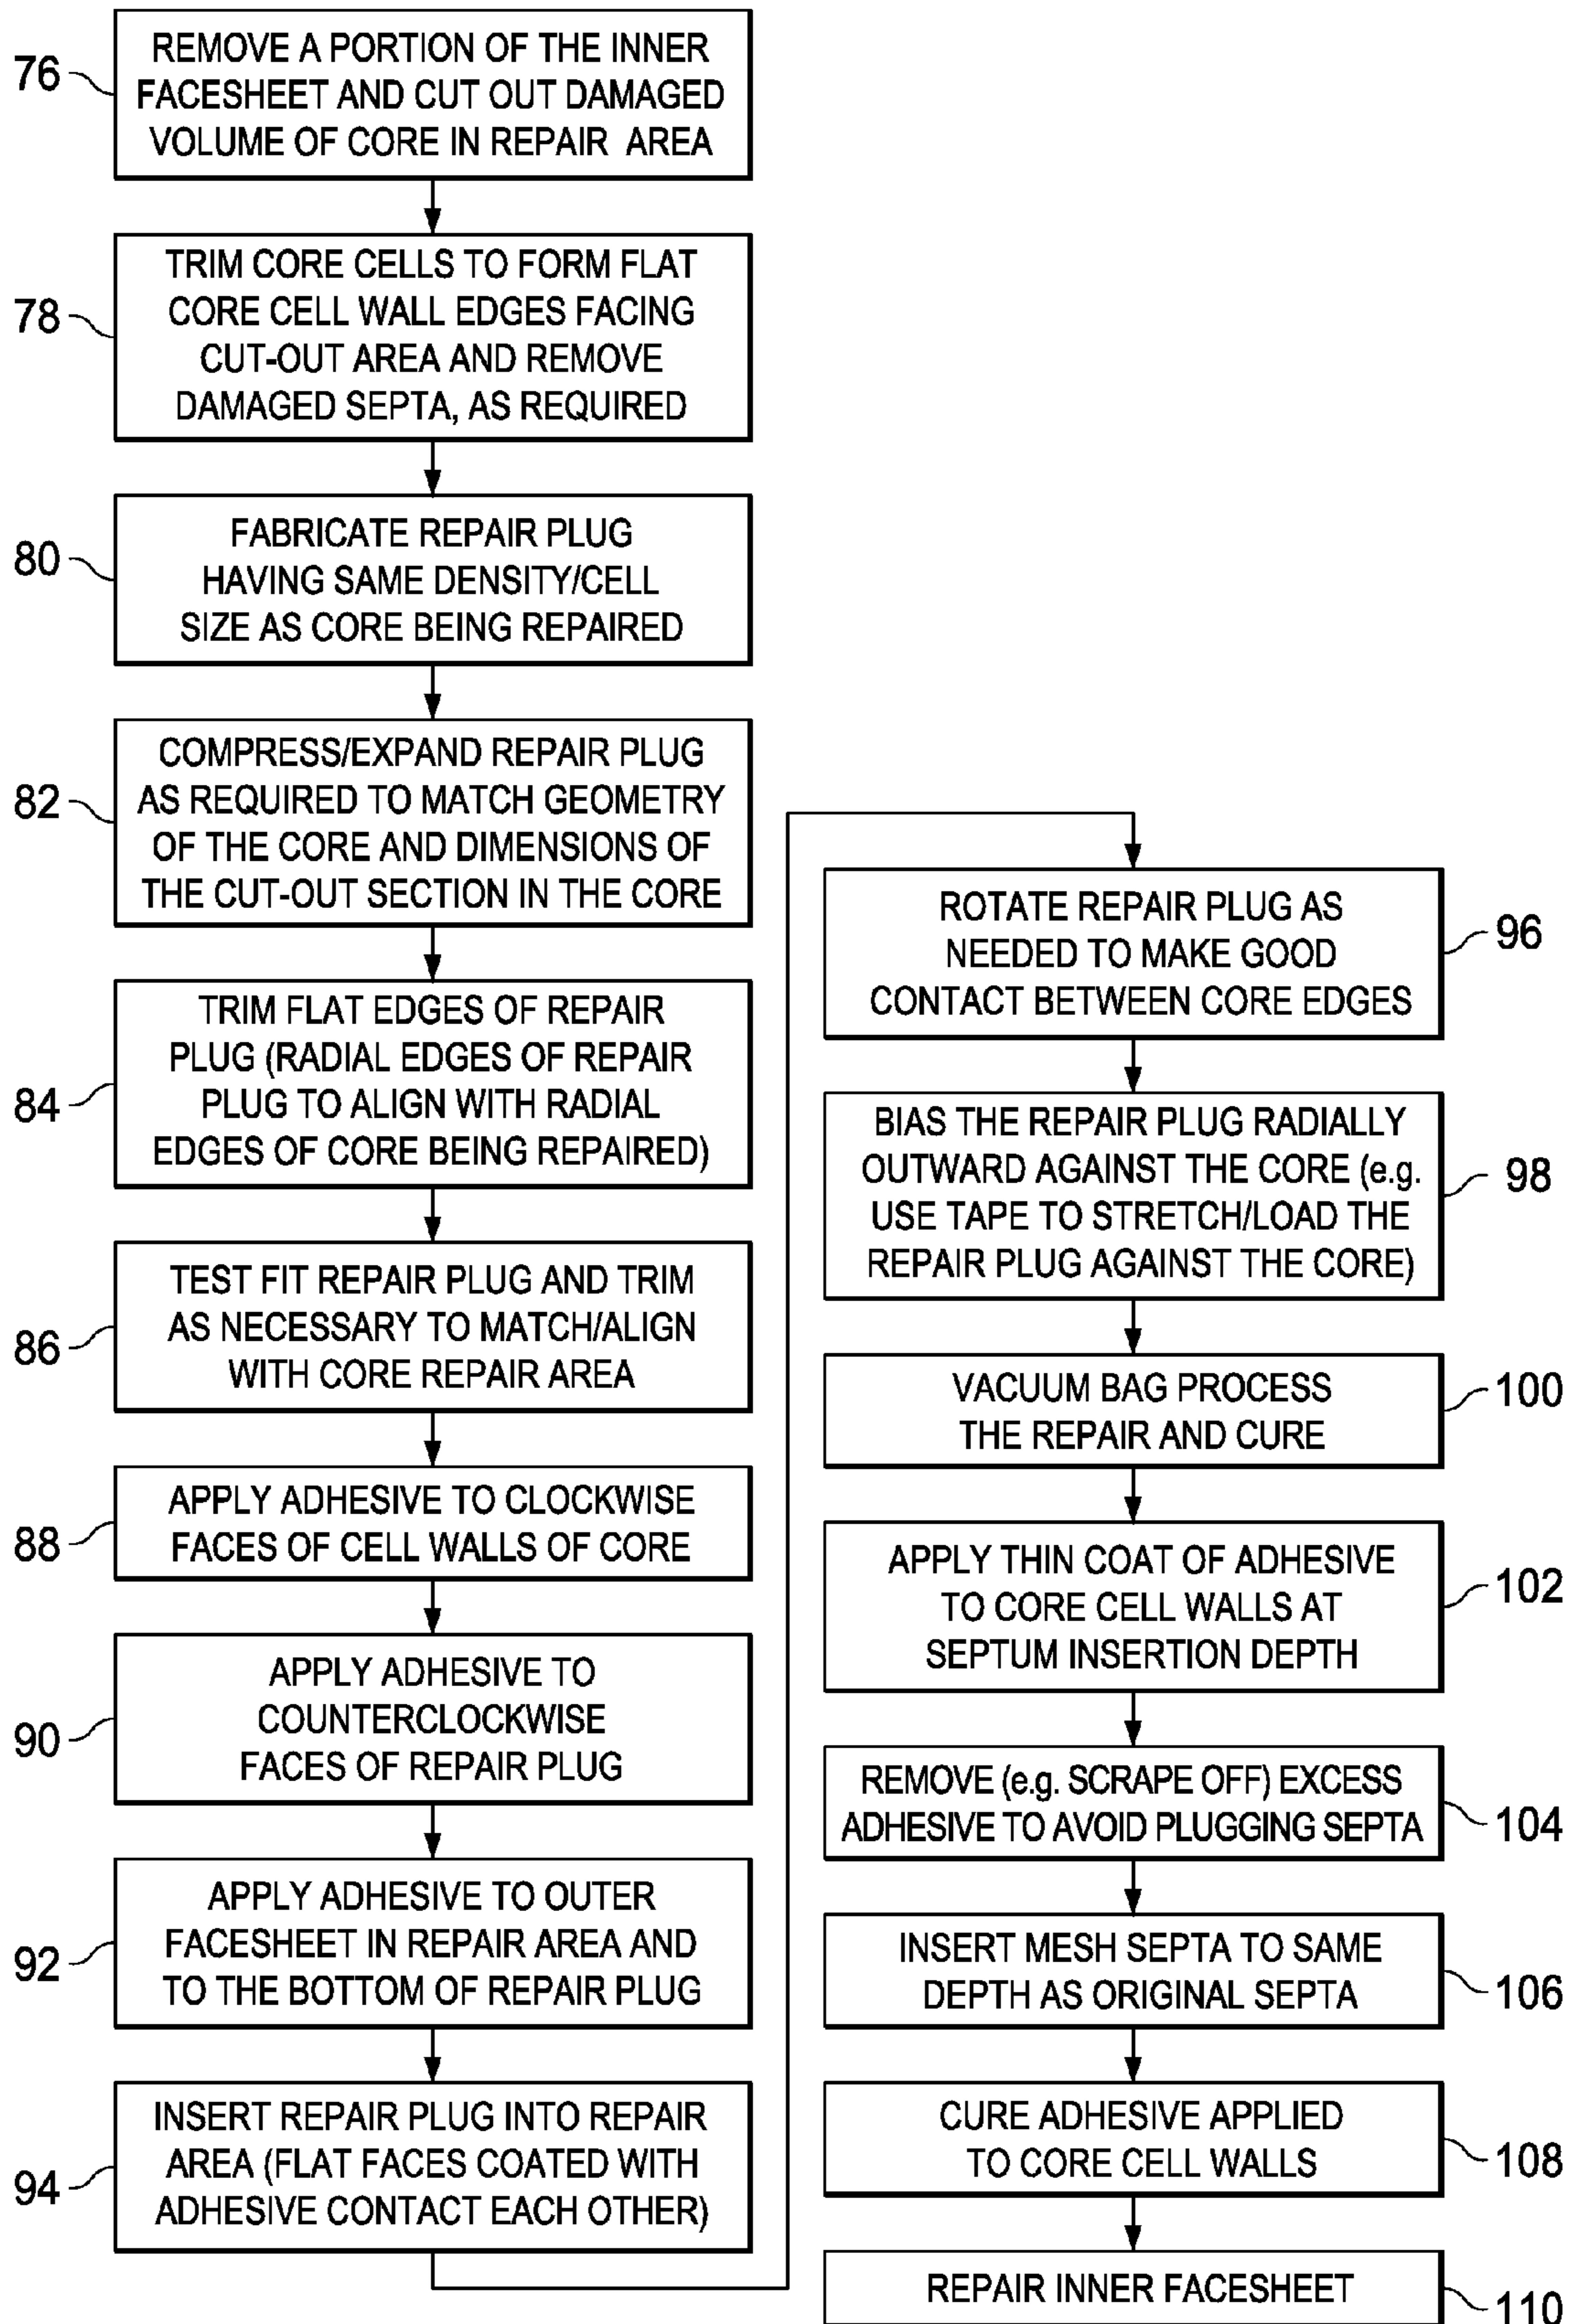 76
REMOVE A PORTION OF THE INNER
FACESHEET AND CUT OUT DAMAGED
VOLUME OF CORE IN REPAIR AREA
78
TRIM CORE CELLS TO FORM FLAT
CORE CELL WALL EDGES FACING
CUT-OUT AREA AND REMOVE
DAMAGED SEPTA, AS REQUIRED
80
FABRICATE REPAIR PLUG
HAVING SAME DENSITY/CELL
SIZE AS CORE BEING REPAIRED
82
COMPRESS/EXPAND REPAIR PLUG
AS REQUIRED TO MATCH GEOMETRY
OF THE CORE AND DIMENSIONS OF
THE CUT-OUT SECTION IN THE CORE
84
TRIM FLAT EDGES OF REPAIR
PLUG (RADIAL EDGES OF REPAIR
PLUG TO ALIGN WITH RADIAL
EDGES OF CORE BEING REPAIRED)
86
TEST FIT REPAIR PLUG AND TRIM
AS NECESSARY TO MATCH/ALIGN
WITH CORE REPAIR AREA
88
APPLY ADHESIVE TO CLOCKWISE
FACES OF CELL WALLS OF CORE
90
APPLY ADHESIVE TO
COUNTERCLOCKWISE
FACES OF REPAIR PLUG
92
APPLY ADHESIVE TO OUTER
FACESHEET IN REPAIR AREA AND
TO THE BOTTOM OF REPAIR PLUG
94
INSERT REPAIR PLUG INTO REPAIR
AREA (FLAT FACES COATED WITH
ADHESIVE CONTACT EACH OTHER)
ROTATE REPAIR PLUG AS
NEEDED TO MAKE GOOD
CONTACT BETWEEN CORE EDGES
96
BIAS THE REPAIR PLUG RADIALLY
OUTWARD AGAINST THE CORE (e.g.
USE TAPE TO STRETCH/LOAD THE
REPAIR PLUG AGAINST THE CORE)
98
VACUUM BAG PROCESS
THE REPAIR AND CURE
100
APPLY THIN COAT OF ADHESIVE
TO CORE CELL WALLS AT
SEPTUM INSERTION DEPTH
102
REMOVE (e.g. SCRAPE OFF) EXCESS
ADHESIVE TO AVOID PLUGGING SEPTA
104
INSERT MESH SEPTA TO SAME
DEPTH AS ORIGINAL SEPTA
106
CURE ADHESIVE APPLIED
TO CORE CELL WALLS
108
REPAIR INNER FACESHEET
110